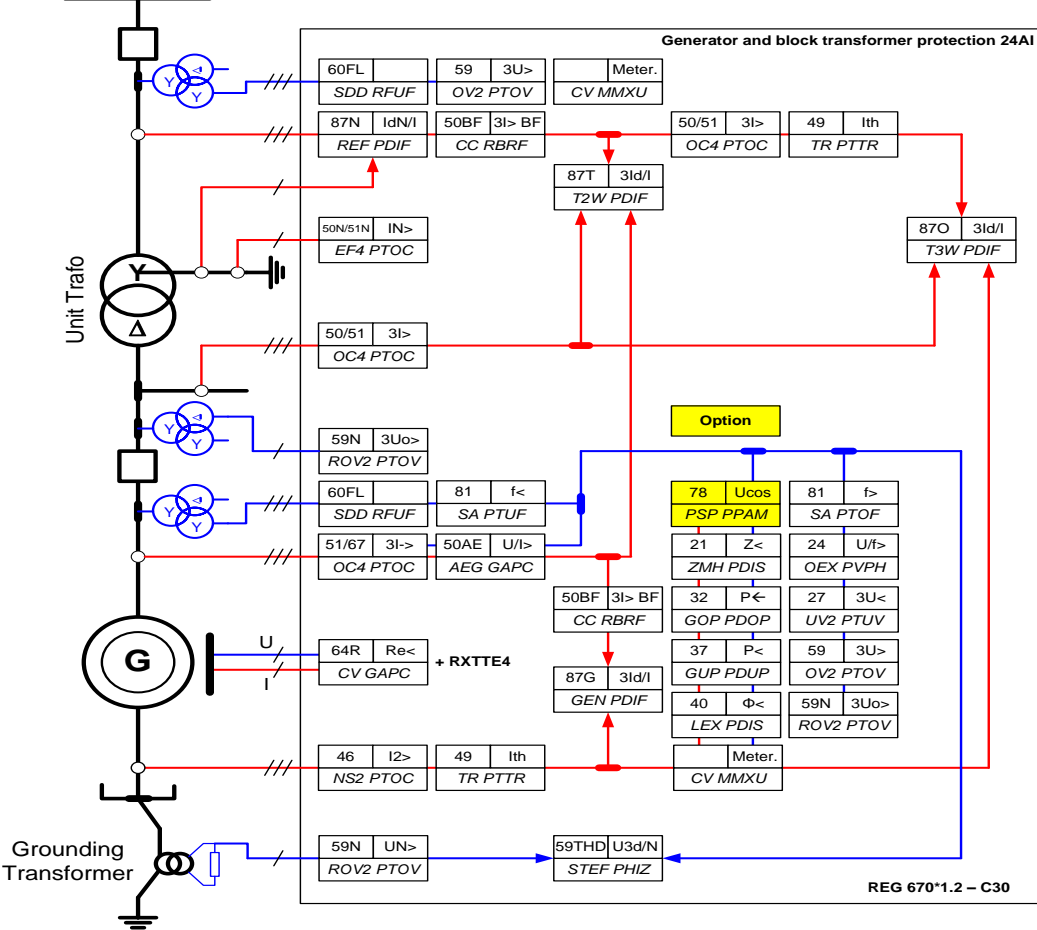 Generator and block transformer protection 24AI
60FL
SDD RFUF
59 3U>
OV2 PTOV
Meter.
CV MMXU
87N IdN/I
REF PDIF
50BF 3I> BF
CC RBRF
50/51 3I>
OC4 PTOC
49 Ith
TR PTTR
87T 3Id/I
T2W PDIF
50N/51N IN>
EF4 PTOC
87O 3Id/I
T3W PDIF
Unit Trafo
Y
Δ
50/51 3I>
OC4 PTOC
Y
Y
Y
Y
Y
Y
Option
59N 3Uo>
ROV2 PTOV
60FL
SDD RFUF
81 f<
SA PTUF
78 Ucos
PSP PPAM
81 f>
SA PTOF
51/67 3I->
OC4 PTOC
50AE U/I>
AEG GAPC
21 Z<
ZMH PDIS
24 U/f>
OEX PVPH
50BF 3I> BF
CC RBRF
32 P←
GOP PDOP
27 3U<
UV2 PTUV
G
U
I
64R Re<
CV GAPC
+ RXTTE4
87G 3Id/I
GEN PDIF
37 P<
GUP PDUP
59 3U>
OV2 PTOV
40 Φ<
LEX PDIS
59N 3Uo>
ROV2 PTOV
46 I2>
NS2 PTOC
49 Ith
TR PTTR
Meter.
CV MMXU
Grounding
Transformer
59N UN>
ROV2 PTOV
59THD U3d/N
STEF PHIZ
REG 670*1.2 – C30